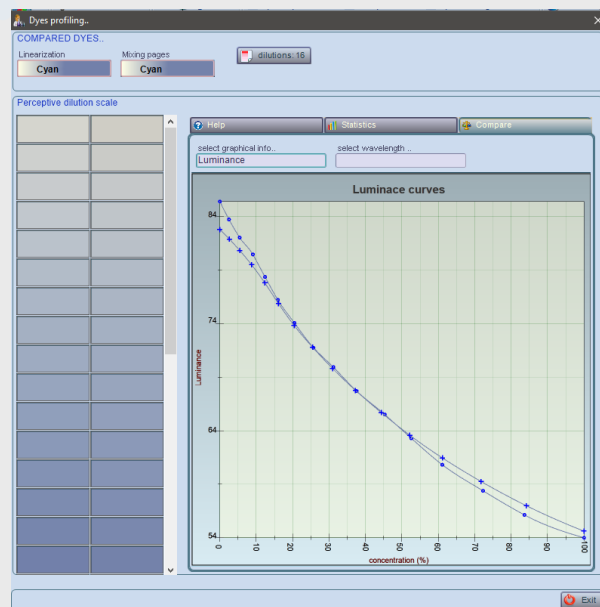 Dyes profiling..
COMPARED DYES..
Linearization
Mixing pages
Cyan
Cyan
dilutions: 16
Perceptive dilution scale
Help
Statistics
Compare
select graphical info..
select wavelength ..
Luminance
Luminace curves
84
74
64
54
Luminance
0 10 20 30 40 50 60 70 80 90 100
concentration (%)
Exit